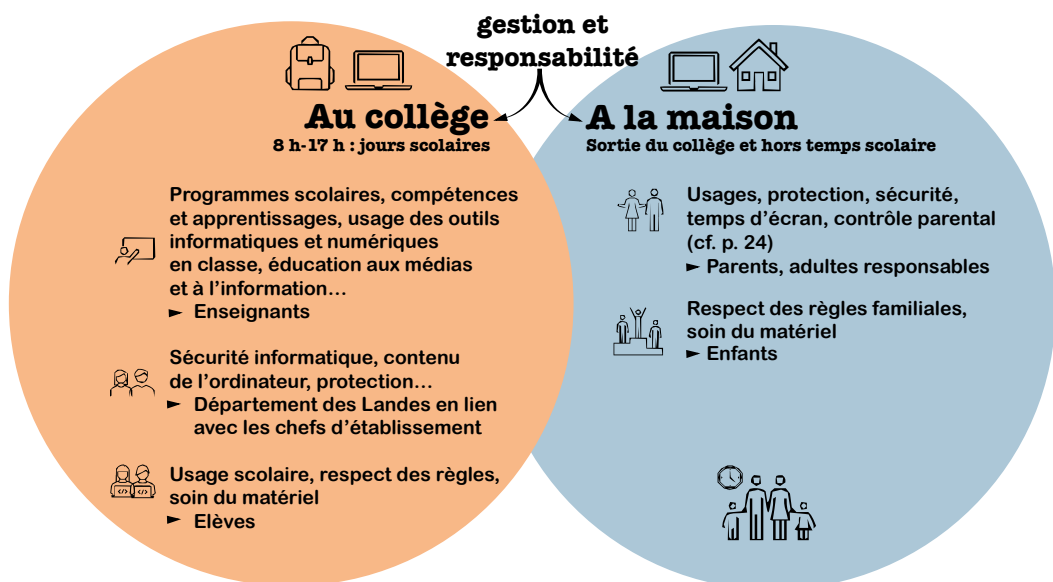 gestion et
responsabilité
Au collège
8 h-17 h : jours scolaires
Programmes scolaires, compétences
et apprentissages, usage des outils
informatiques et numériques
en classe, éducation aux médias
et à l'information…
► Enseignants
Sécurité informatique, contenu
de l'ordinateur, protection…
► Département des Landes en lien
avec les chefs d'établissement
Usage scolaire, respect des règles,
soin du matériel
► Elèves
A la maison
Sortie du collège et hors temps scolaire
Usages, protection, sécurité,
temps d'écran, contrôle parental
(cf. p. 24)
► Parents, adultes responsables
Respect des règles familiales,
soin du matériel
► Enfants